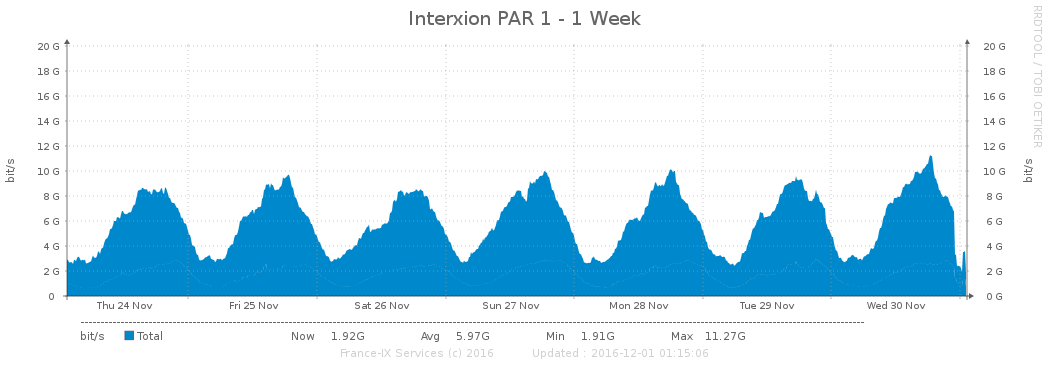 Interxion PAR 1 - 1 Week
RRDTOOL / TOBI OETIKER
bit/s
bit/s
20 G 20 G
18 G 18 G
16 G 16 G
14 G 14 G
12 G 12 G
10 G 10 G
8 G 8 G
6 G 6 G
4 G 4 G
2 G 2 G
0 0 G
Thu 24 Nov Fri 25 Nov Sat 26 Nov Sun 27 Nov Mon 28 Nov Tue 29 Nov Wed 30 Nov
bit/s Total Now 1.92G Avg 5.97G Min 1.91G Max 11.27G
France-IX Services (c) 2016 Updated : 2016-12-01 01:15:06